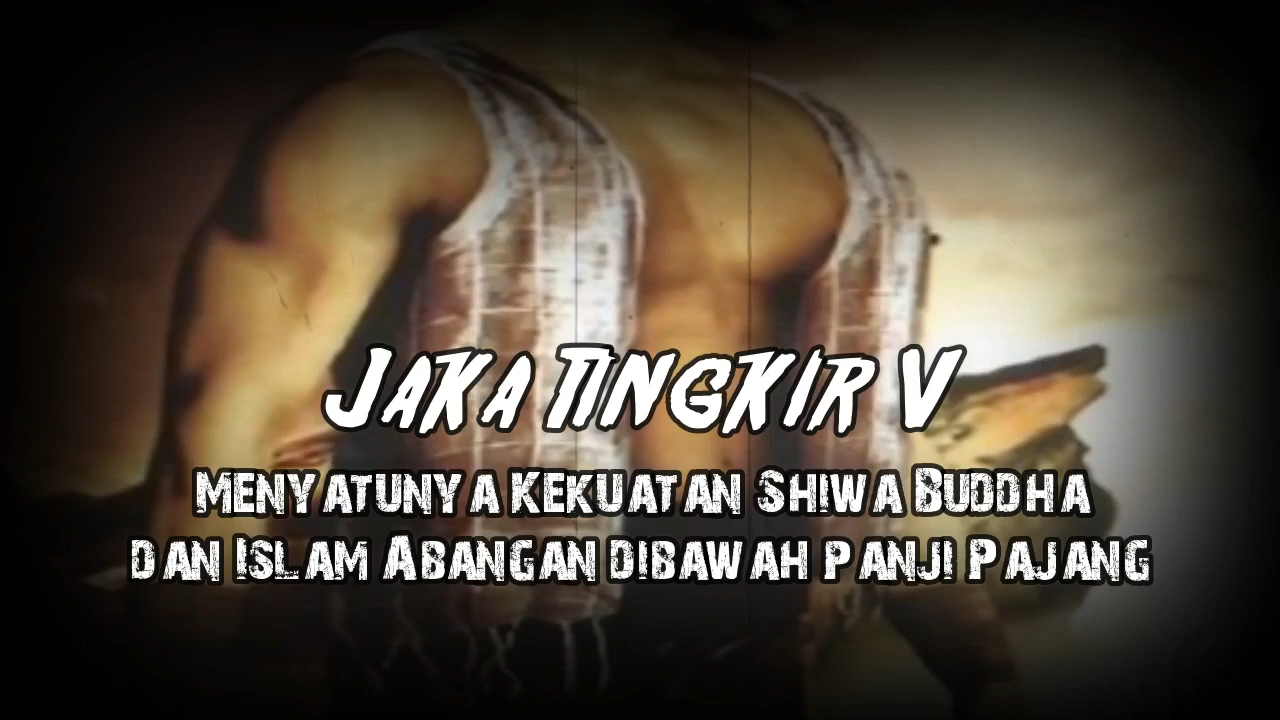 Jaka Tingkir V
Menyatunya Kekuatan Shiwa Buddha
dan Islam Abangan dibawah panji Pajang